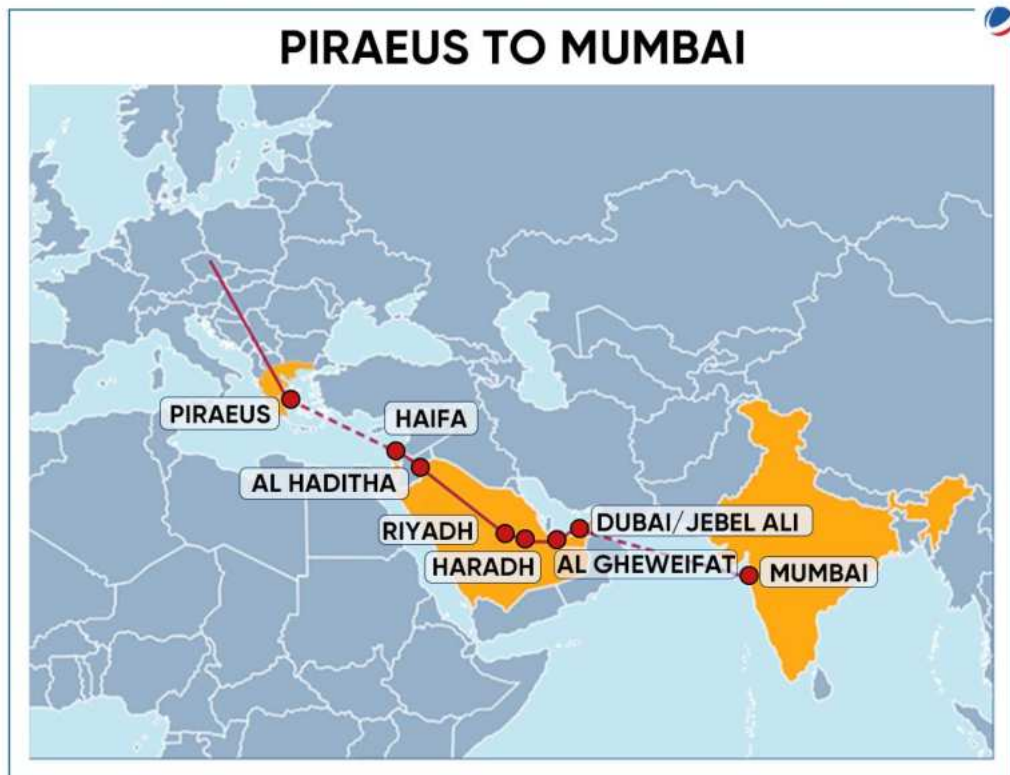 PIRAEUS TO MUMBAI
PIRAEUS
HAIFA
AL HADITHA
RIYADH
DUBAI/JEBEL ALI
HARADH
AL GHEWEIFAT
MUMBAI